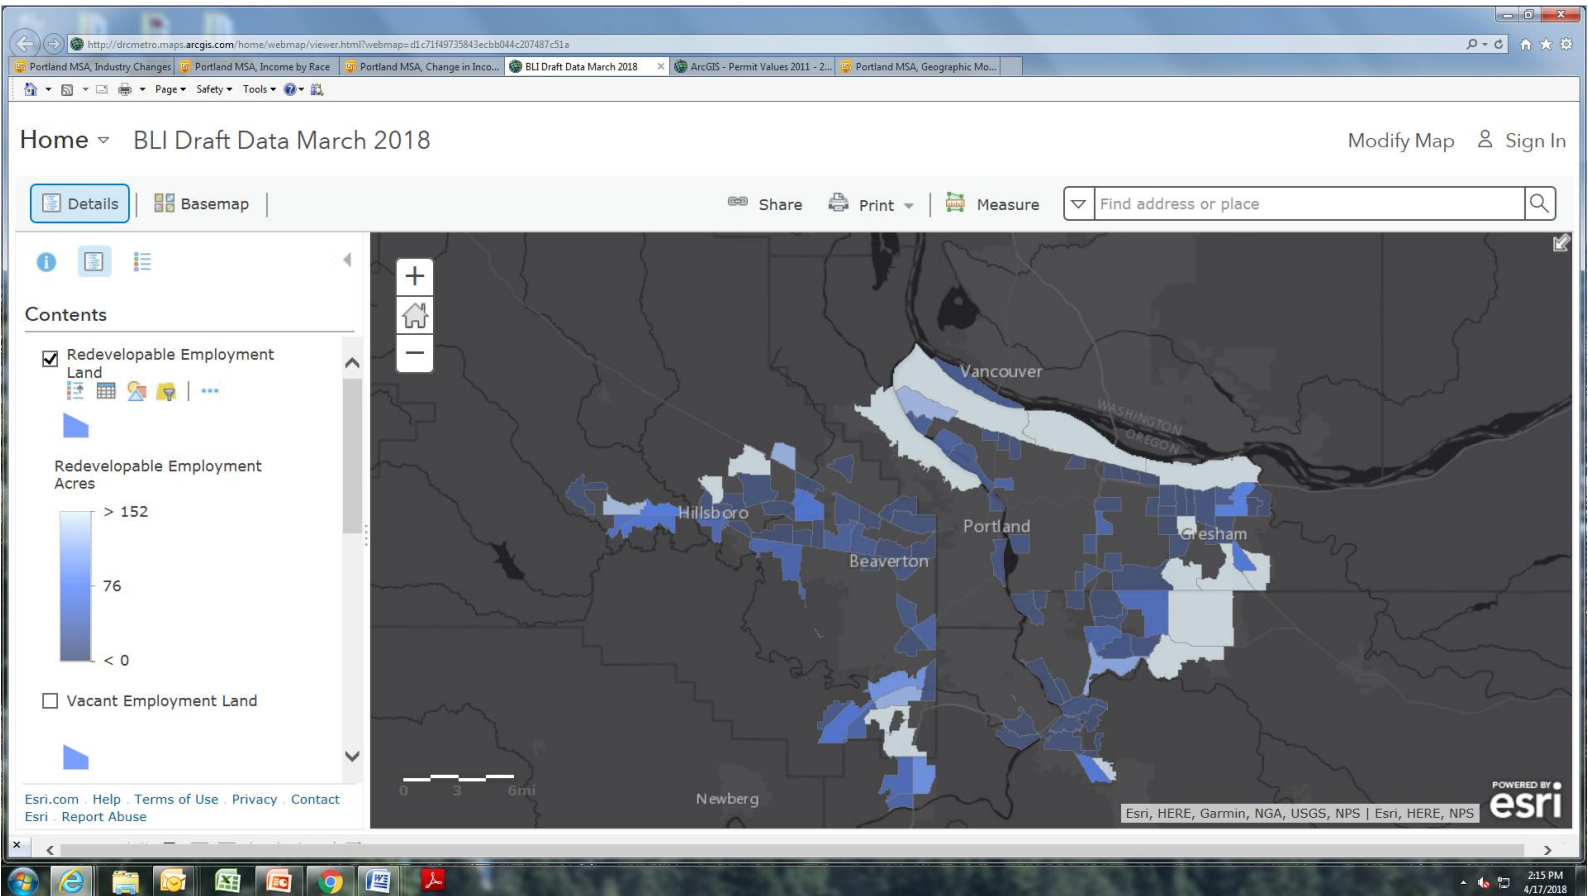 http://drcmetro.maps.arcgis.com/home/webmap/viewer.html?webmap=d1c71f49735843ecbb044c207487c51a
Portland MSA, Industry Changes
Portland MSA, Income by Race
Portland MSA, Change in Inco...
BLI Draft Data March 2018
ArcGIS - Permit Values 2011 - 2...
Portland MSA, Geographic Mo...
Page Safety Tools
Home BLI Draft Data March 2018
Modify Map Sign In
Details Basemap
Share Print Measure
Find address or place
Contents
Redevelopable Employment
Land
Redevelopable Employment
Acres
> 152
76
< 0
Vacant Employment Land
Esri.com . Help . Terms of Use . Privacy . Contact
Esri . Report Abuse
Vancouver
WASHINGTON
OREGON
Hillsboro
Portland
Gresham
Beaverton
Newberg
0 3 6mi
POWERED BY
esri
Esri, HERE, Garmin, NGA, USGS, NPS | Esri, HERE, NPS
2:15 PM
4/17/2018